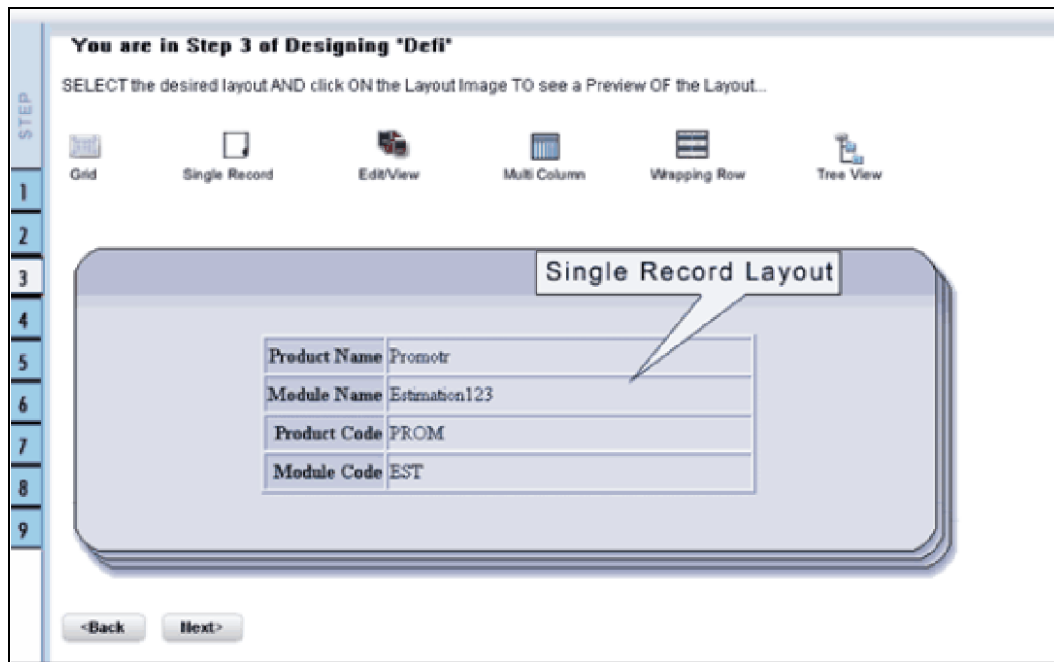 You are in Step 3 of Designing "Defi"
SELECT the desired layout AND click ON the Layout Image TO see a Preview OF the Layout...
STEP
Grid Single Record Edit/View Multi Column Wrapping Row Tree View
1
2
3
4
5
6
7
8
9
Single Record Layout
Product Name Promotr
Module Name Estimation123
Product Code PROM
Module Code EST
<Back Next>